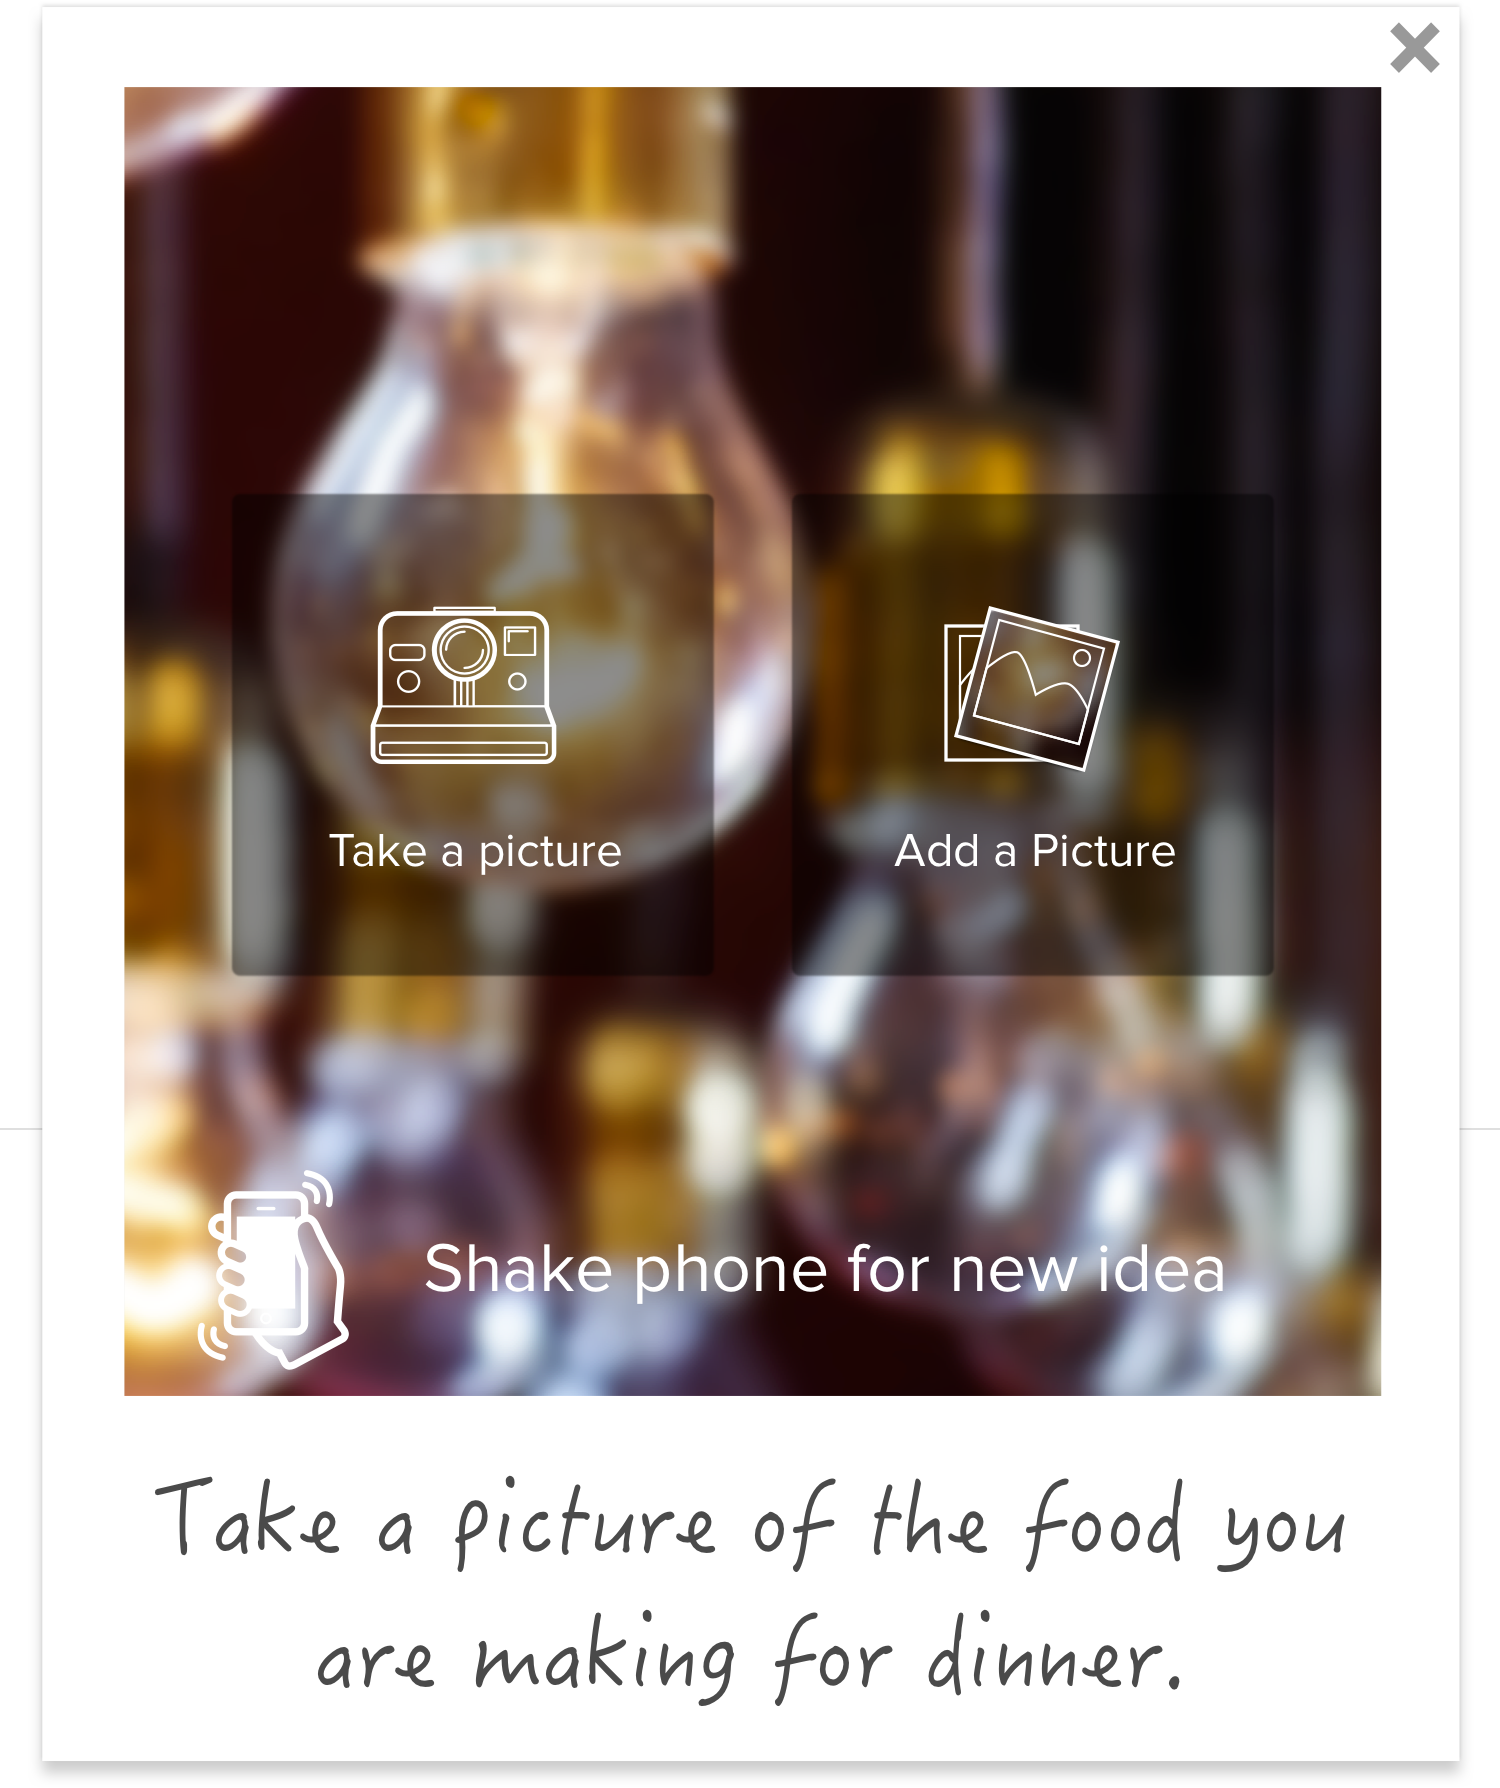 Take a picture
Add a Picture
Shake phone for new idea
Take a picture of the food you
are making for dinner.